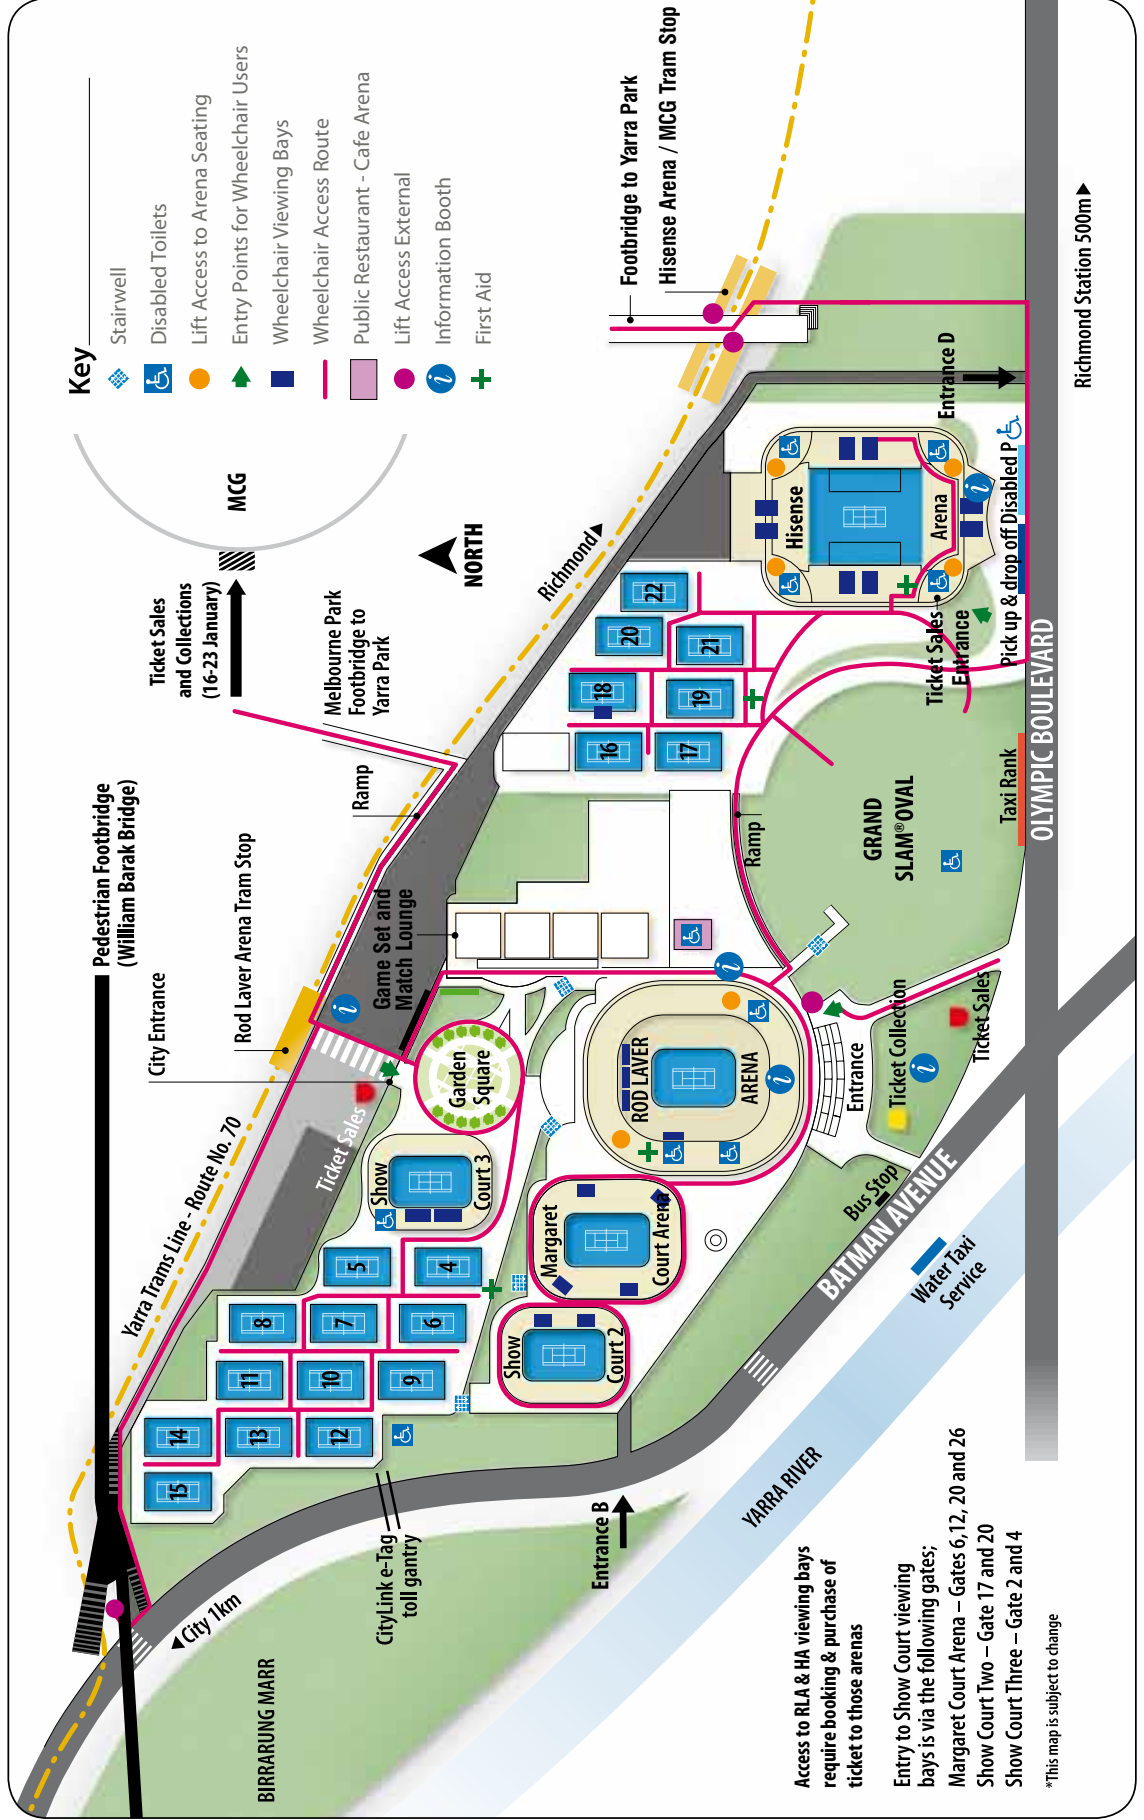 Key
Stairwell
Disabled Toilets
Lift Access to Arena Seating
Entry Points for Wheelchair Users
Wheelchair Viewing Bays
Wheelchair Access Route
Public Restaurant - Cafe Arena
Lift Access External
Information Booth
First Aid
MCG
NORTH
Ticket Sales
and Collections
(16-23 January)
Melbourne Park
Footbridge to
Yarra Park
Ramp
Pedestrian Footbridge
(William Barak Bridge)
City Entrance
Rod Laver Arena Tram Stop
Yarra Trams Line - Route No. 70
Footbridge to Yarra Park
Hisense Arena / MCG Tram Stop
Richmond
Richmond Station 500m
Entrance D
Hisense
Arena
Pick up & drop off
Disabled P
Ticket Sales
Entrance
OLYMPIC BOULEVARD
Taxi Rank
GRAND
SLAM®OVAL
Ramp
22
20
21
18
19
16
17
Game Set and
Match Lounge
Garden
Square
Ticket Sales
Show
Court 3
ROD LAVER
ARENA
Entrance
Ticket Collection
Ticket Sales
Margaret
Court Arena
Show
Court 2
5
4
8
7
6
11
10
9
14
13
12
15
Bus Stop
BATMAN AVENUE
Water Taxi
Service
YARRA RIVER
Entrance B
CityLink e-Tag
toll gantry
City 1km
BIRRARUNG MARR
Access to RLA & HA viewing bays
require booking & purchase of
ticket to those arenas
Entry to Show Court viewing
bays is via the following gates;
Margaret Court Arena – Gates 6,12, 20 and 26
Show Court Two – Gate 17 and 20
Show Court Three – Gate 2 and 4
*This map is subject to change